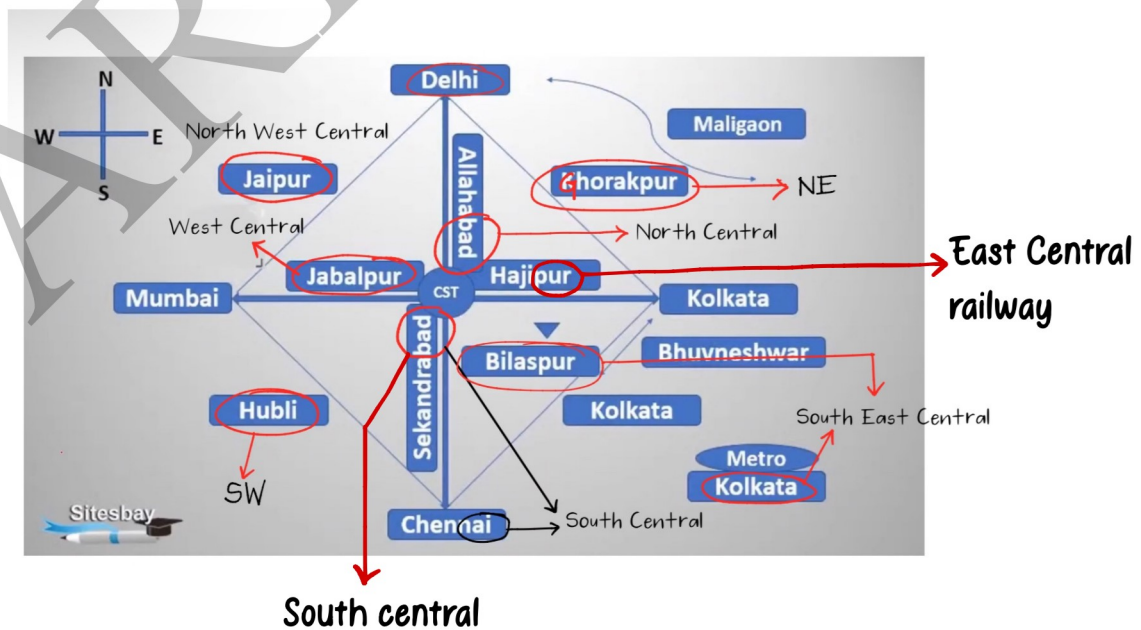 N
Delhi
W
E
North West Central
Maligaon
S
Jaipur
Allahabad
Ghorakpur
NE
West Central
North Central
East Central
railway
Jabalpur
Hajipur
Mumbai
CST
Kolkata
Sekandrabad
Bilaspur
Bhuvneshwar
Hubli
Kolkata
South East Central
Metro
Kolkata
SW
Sitesbay
Chennai
South Central
South central